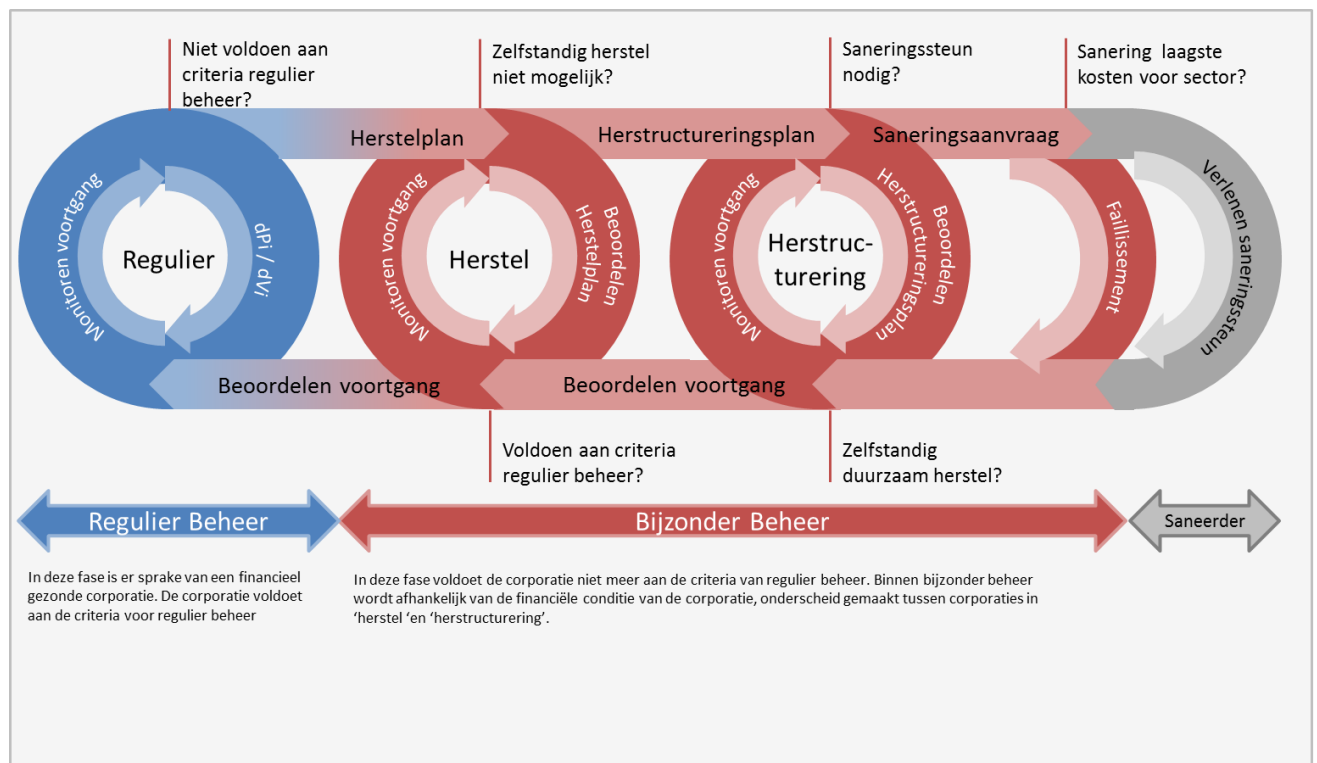 Niet voldoen aan
criteria regulier
beheer?
Zelfstandig herstel
niet mogelijk?
Saneringssteun
nodig?
Sanering laagste
kosten voor sector?
Herstelplan
Herstructureringsplan
Saneringsaanvraag
Monitoren voortgang
Regulier
dPi / dVi
Monitoren voortgang
Herstel
Beoordelen
Herstelplan
Monitoren voortgang
Herstruc-
turering
Beoordelen
Herstructureringsplan
Faillissement
Verlenen saneringssteun
Beoordelen voortgang
Beoordelen voortgang
Voldoen aan criteria
regulier beheer?
Zelfstandig
duurzaam herstel?
Regulier Beheer
Bijzonder Beheer
Saneerder
In deze fase is er sprake van een financieel
gezonde corporatie. De corporatie voldoet
aan de criteria voor regulier beheer
In deze fase voldoet de corporatie niet meer aan de criteria van regulier beheer. Binnen bijzonder beheer
wordt afhankelijk van de financiële conditie van de corporatie, onderscheid gemaakt tussen corporaties in
‘herstel ‘en ‘herstructurering’.